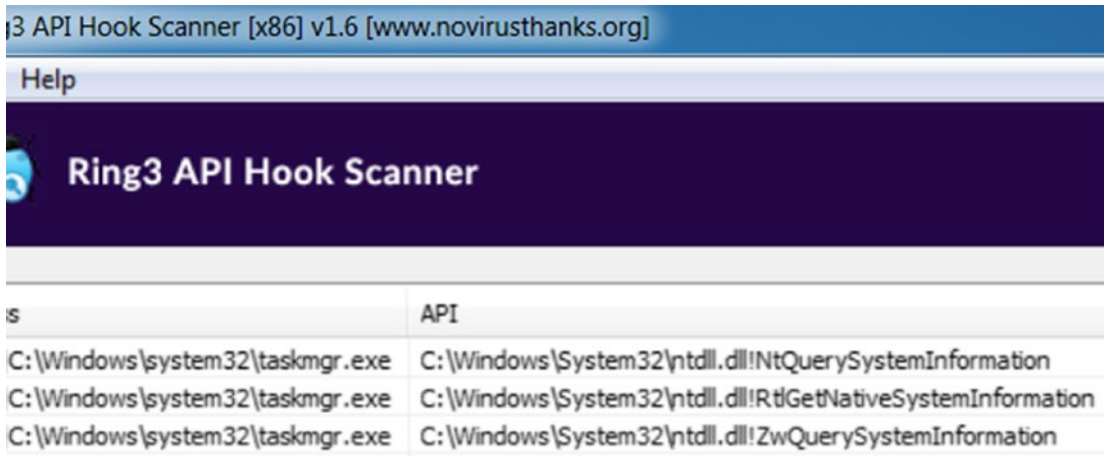 g3 API Hook Scanner [x86] v1.6 [www.novirusthanks.org]
Help
Ring3 API Hook Scanner
ss API
C:\Windows\system32\taskmgr.exe C:\Windows\System32\ntdll.dll!NtQuerySystemInformation
C:\Windows\system32\taskmgr.exe C:\Windows\System32\ntdll.dll!RtlGetNativeSystemInformation
C:\Windows\system32\taskmgr.exe C:\Windows\System32\ntdll.dll!ZwQuerySystemInformation